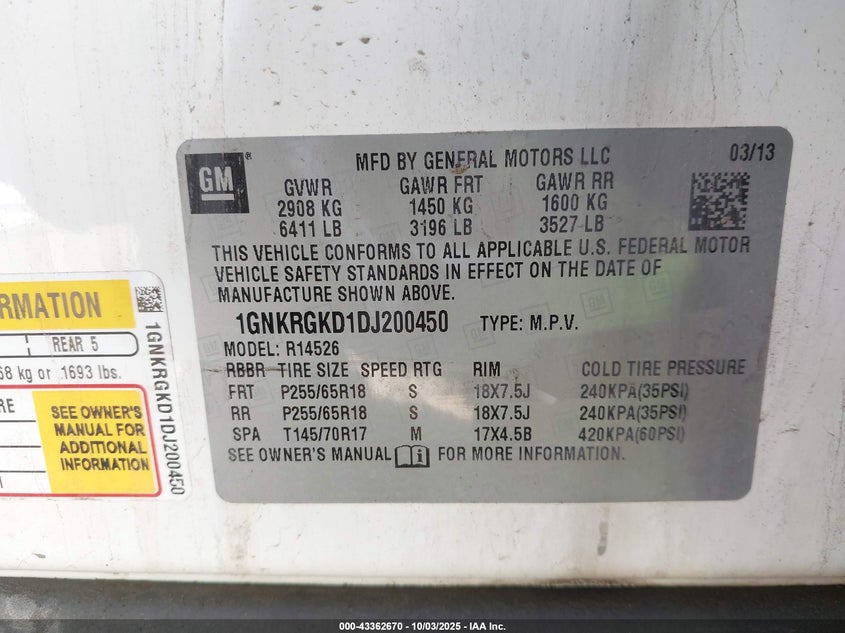 GM
MFD BY GENERAL MOTORS LLC 03/13
GVWR GAWR FRT GAWR RR
2908 KG 1450 KG 1600 KG
6411 LB 3196 LB 3527 LB
THIS VEHICLE CONFORMS TO ALL APPLICABLE U.S. FEDERAL MOTOR
VEHICLE SAFETY STANDARDS IN EFFECT ON THE DATE OF
MANUFACTURE SHOWN ABOVE.
1GNKRGKD1DJ200450 TYPE: M.P.V.
MODEL: R14526
RBBR TIRE SIZE SPEED RTG RIM COLD TIRE PRESSURE
FRT P255/65R18 S 18X7.5J 240KPA(35PSI)
RR P255/65R18 S 18X7.5J 240KPA(35PSI)
SPA T145/70R17 M 17X4.5B 420KPA(60PSI)
SEE OWNER'S MANUAL FOR MORE INFORMATION.
RMATION
REAR 5
68 kg or 1693 lbs.
RE
SEE OWNER'S
MANUAL FOR
ADDITIONAL
INFORMATION
1GNKRGKD1DJ200450
000-43362670 - 10/03/2025 - IAA Inc.